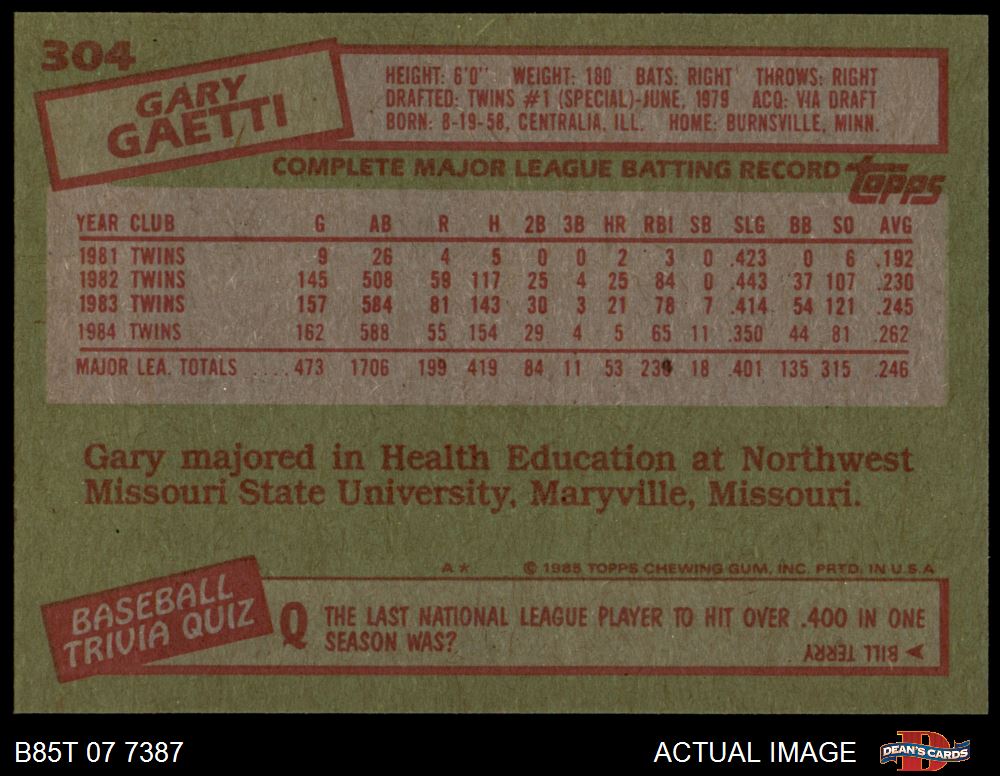 304
GARY
GAETTI
HEIGHT: 6'0" WEIGHT: 180 BATS: RIGHT THROWS: RIGHT
DRAFTED: TWINS #1 (SPECIAL)-JUNE, 1979 ACQ: VIA DRAFT
BORN: 8-19-58, CENTRALIA, ILL. HOME: BURNSVILLE, MINN.
COMPLETE MAJOR LEAGUE BATTING RECORD topps
YEAR CLUB G AB R H 2B 3B HR RBI SB SLG BB SO AVG
1981 TWINS 9 26 4 5 0 0 2 3 0 .423 0 6 .192
1982 TWINS 145 508 59 117 25 4 25 84 0 .443 37 107 .230
1983 TWINS 157 584 81 143 30 3 21 78 7 .414 54 121 .245
1984 TWINS 162 588 55 154 29 4 5 65 11 .350 44 81 .262
MAJOR LEA. TOTALS .... 473 1706 199 419 84 11 53 18 .401 135 315 .246
Gary majored in Health Education at Northwest
Missouri State University, Maryville, Missouri.
A* © 1985 TOPPS CHEWING GUM, INC. PRTD. IN U.S.A
BASEBALL
TRIVIA QUIZ
Q THE LAST NATIONAL LEAGUE PLAYER TO HIT OVER .400 IN ONE
SEASON WAS?
➤ BILL TERRY
B85T 07 7387
ACTUAL IMAGE
D
DEAN'S CARDS